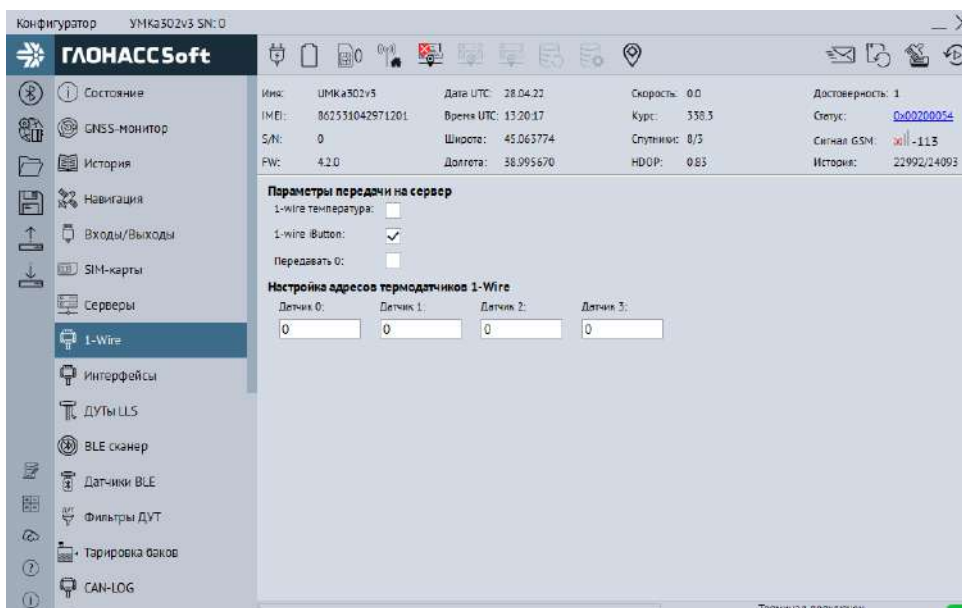 Конфигуратор УМКа302v3 SN: 0
ГЛОНАССSoft
0
Состояние
GNSS-монитор
История
Навигация
Входы/Выходы
SIM-карты
Серверы
1-Wire
Интерфейсы
ДУТы LLS
BLE сканер
Датчики BLE
Фильтры ДУТ
Тарировка баков
CAN-LOG
Имя: UMKa302v3 Дата UTC: 28.04.22 Скорость: 0.0 Достоверность: 1
IMEI: 862531042971201 Время UTC: 13:20:17 Курс: 338.3 Статус: 0x00200054
S/N: 0 Широта: 45.063774 Спутники: 8/3 Сигнал GSM: -113
FW: 4.2.0 Долгота: 38.995670 HDOP: 0.83 История: 22992/24093
Параметры передачи на сервер
1-wire температура:
1-wire iButton:
Передавать 0:
Настройка адресов термодатчиков 1-Wire
Датчик 0: Датчик 1: Датчик 2: Датчик 3:
0 0 0 0